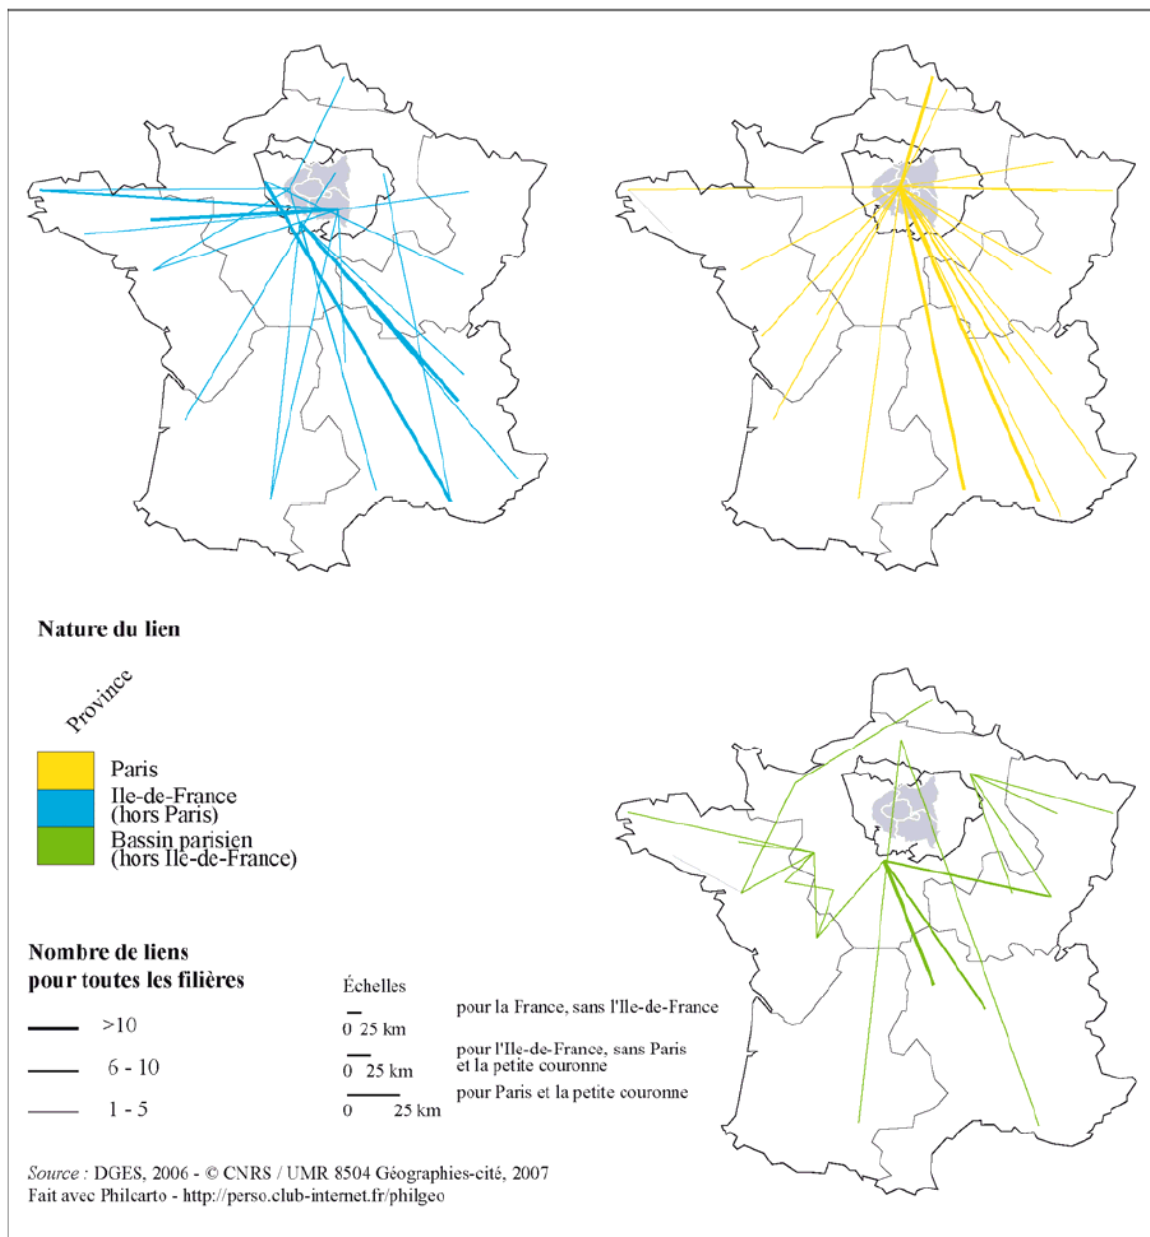 Nature du lien
Province
Paris
Ile-de-France
(hors Paris)
Bassin parisien
(hors Ile-de-France)
Nombre de liens
pour toutes les filières
>10
6 - 10
1 - 5
Échelles
0 25 km
pour la France, sans l'Ile-de-France
0 25 km
pour l'Ile-de-France, sans Paris
et la petite couronne
0 25 km
pour Paris et la petite couronne
Source : DGES, 2006 - © CNRS / UMR 8504 Géographies-cité, 2007
Fait avec Philcarto - http://perso.club-internet.fr/philgeo